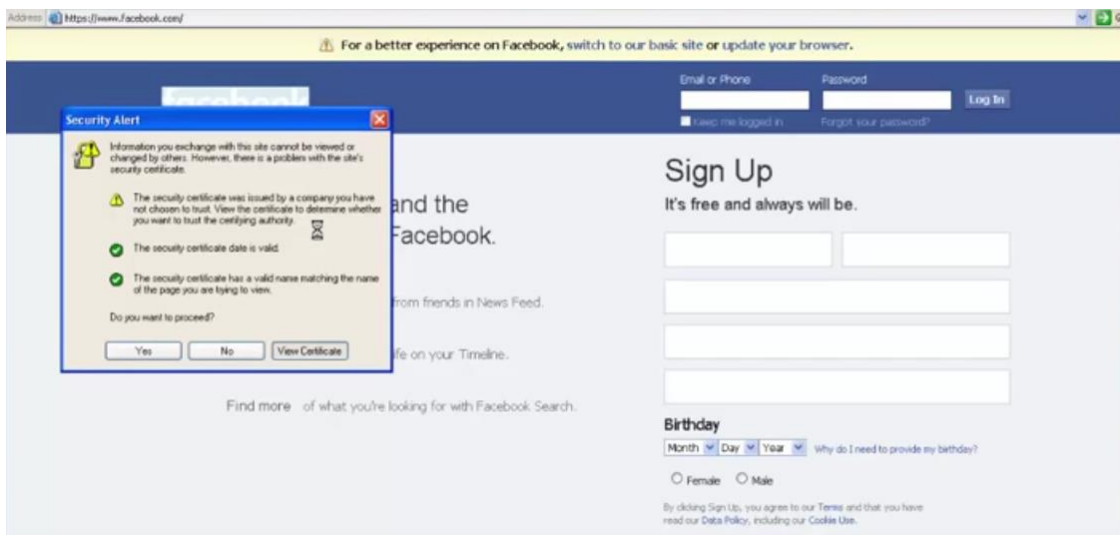 Address https://www.facebook.com/
For a better experience on Facebook, switch to our basic site or update your browser.
Email or Phone
Password
facebook
Log In
Keep me logged in
Forgot your password?
Security Alert
Information you exchange with this site cannot be viewed or
changed by others. However, there is a problem with the site's
security certificate.
The security certificate was issued by a company you have
not chosen to trust. View the certificate to determine whether
you want to trust the certifying authority.
The security certificate date is valid.
The security certificate has a valid name matching the name
of the page you are trying to view.
Do you want to proceed?
Yes
No
View Certificate
and the
Facebook.
from friends in News Feed.
life on your Timeline.
Find more of what you're looking for with Facebook Search.
Sign Up
It's free and always will be.
Birthday
Month Day Year Why do I need to provide my birthday?
Female Male
By clicking Sign Up, you agree to our Terms and that you have
read our Data Policy, including our Cookie Use.